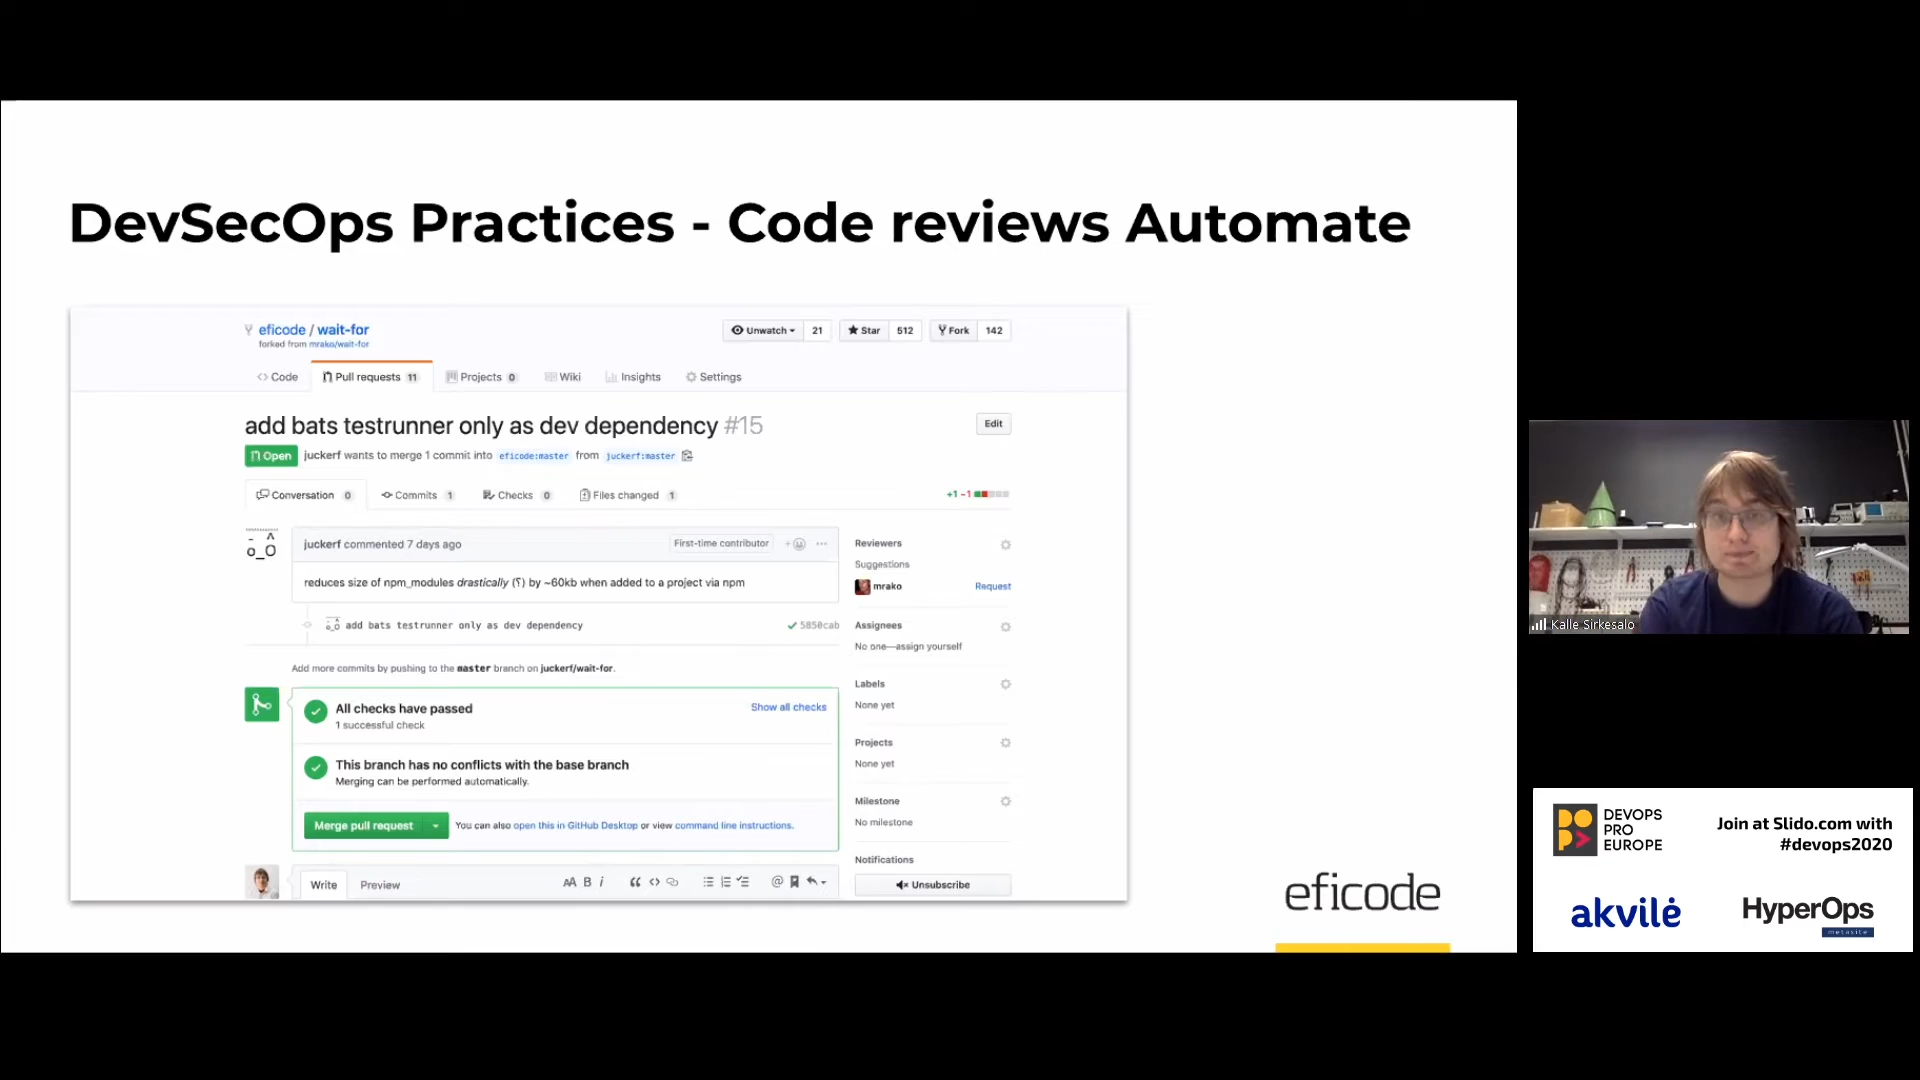 DevSecOps Practices - Code reviews Automate
eficode / wait-for
forked from mrako/wait-for
Unwatch 21 Star 512 Fork 142
Code Pull requests 11 Projects 0 Wiki Insights Settings
add bats testrunner only as dev dependency #15
Edit
Open juckerf wants to merge 1 commit into eficode:master from juckerf:master
Conversation 0 Commits 1 Checks 0 Files changed 1 +1 −1
juckerf commented 7 days ago First-time contributor
reduces size of npm_modules drastically (؟) by ~60kb when added to a project via npm
add bats testrunner only as dev dependency 5850cab
Add more commits by pushing to the master branch on juckerf/wait-for.
All checks have passed
1 successful check
Show all checks
This branch has no conflicts with the base branch
Merging can be performed automatically.
Merge pull request You can also open this in GitHub Desktop or view command line instructions.
Write Preview AA B i
Reviewers
Suggestions
mrako Request
Assignees
No one—assign yourself
Labels
None yet
Projects
None yet
Milestone
No milestone
Notifications
Unsubscribe
eficode
Kalle Sirkesalo
DEVOPS
PRO
EUROPE
Join at Slido.com with
#devops2020
akvilė
HyperOps
metasite